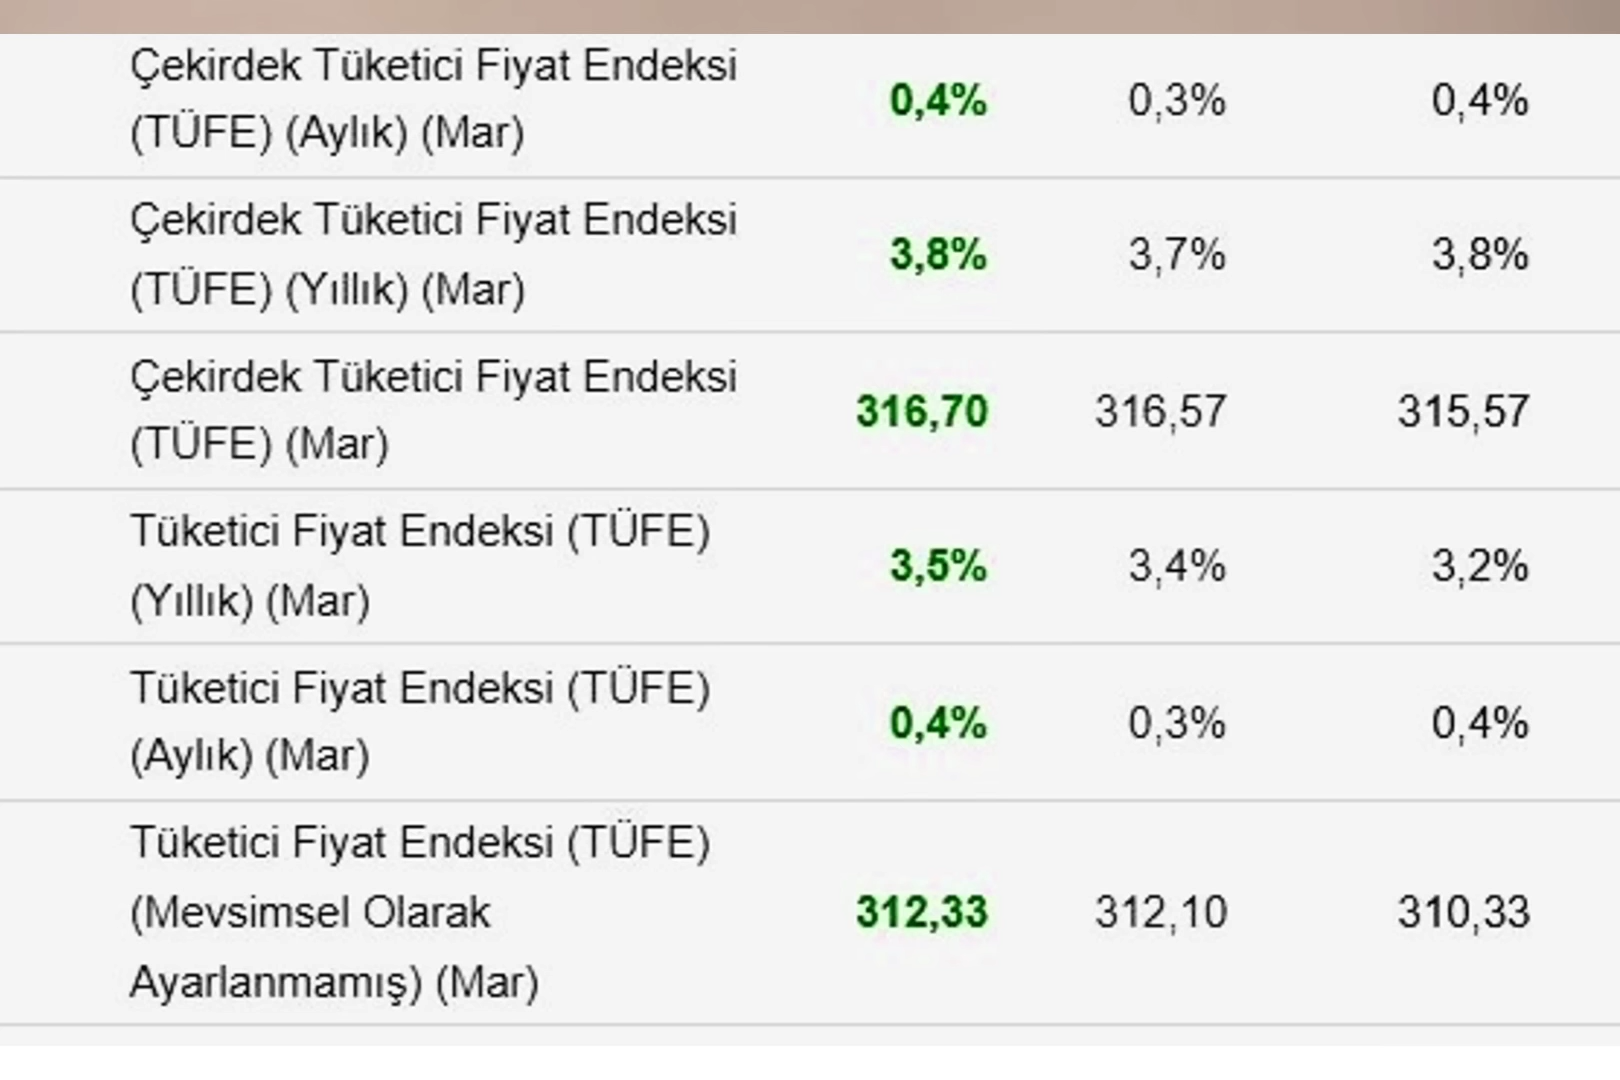 Çekirdek Tüketici Fiyat Endeksi
(TÜFE) (Aylık) (Mar)
0,4% 0,3% 0,4%
Çekirdek Tüketici Fiyat Endeksi
(TÜFE) (Yıllık) (Mar)
3,8% 3,7% 3,8%
Çekirdek Tüketici Fiyat Endeksi
(TÜFE) (Mar)
316,70 316,57 315,57
Tüketici Fiyat Endeksi (TÜFE)
(Yıllık) (Mar)
3,5% 3,4% 3,2%
Tüketici Fiyat Endeksi (TÜFE)
(Aylık) (Mar)
0,4% 0,3% 0,4%
Tüketici Fiyat Endeksi (TÜFE)
(Mevsimsel Olarak
Ayarlanmamış) (Mar)
312,33 312,10 310,33